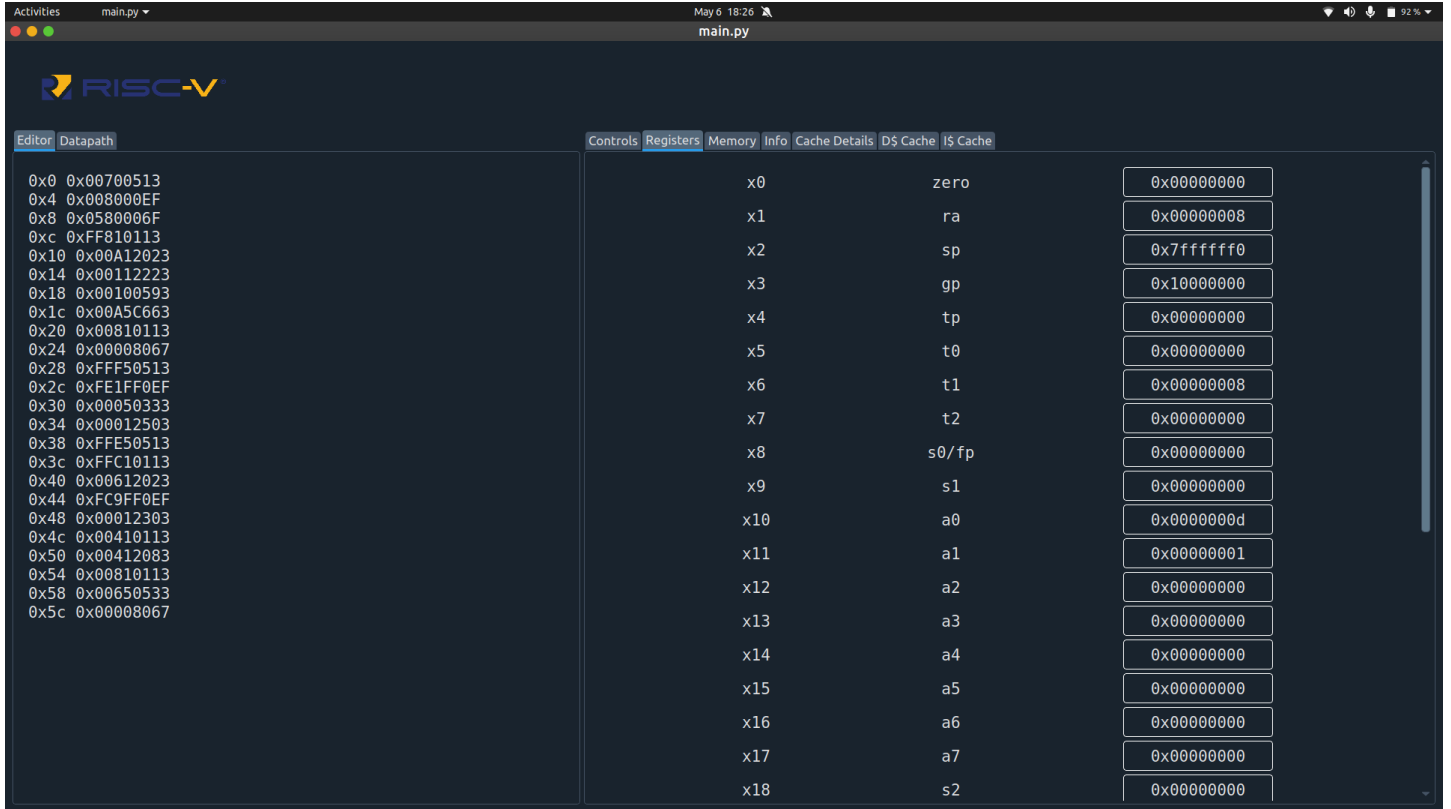 Activities main.py May 6 18:26 92 %
main.py
RISC-V
Editor Datapath
Controls Registers Memory Info Cache Details D$ Cache I$ Cache
0x0 0x00700513
0x4 0x008000EF
0x8 0x0580006F
0xc 0xFF810113
0x10 0x00A12023
0x14 0x00112223
0x18 0x00100593
0x1c 0x00A5C663
0x20 0x00810113
0x24 0x00008067
0x28 0xFFF50513
0x2c 0xFE1FF0EF
0x30 0x00050333
0x34 0x00012503
0x38 0xFFE50513
0x3c 0xFFC10113
0x40 0x00612023
0x44 0xFC9FF0EF
0x48 0x00012303
0x4c 0x00410113
0x50 0x00412083
0x54 0x00810113
0x58 0x00650533
0x5c 0x00008067
x0 zero 0x00000000
x1 ra 0x00000008
x2 sp 0x7ffffff0
x3 gp 0x10000000
x4 tp 0x00000000
x5 t0 0x00000000
x6 t1 0x00000008
x7 t2 0x00000000
x8 s0/fp 0x00000000
x9 s1 0x00000000
x10 a0 0x0000000d
x11 a1 0x00000001
x12 a2 0x00000000
x13 a3 0x00000000
x14 a4 0x00000000
x15 a5 0x00000000
x16 a6 0x00000000
x17 a7 0x00000000
x18 s2 0x00000000